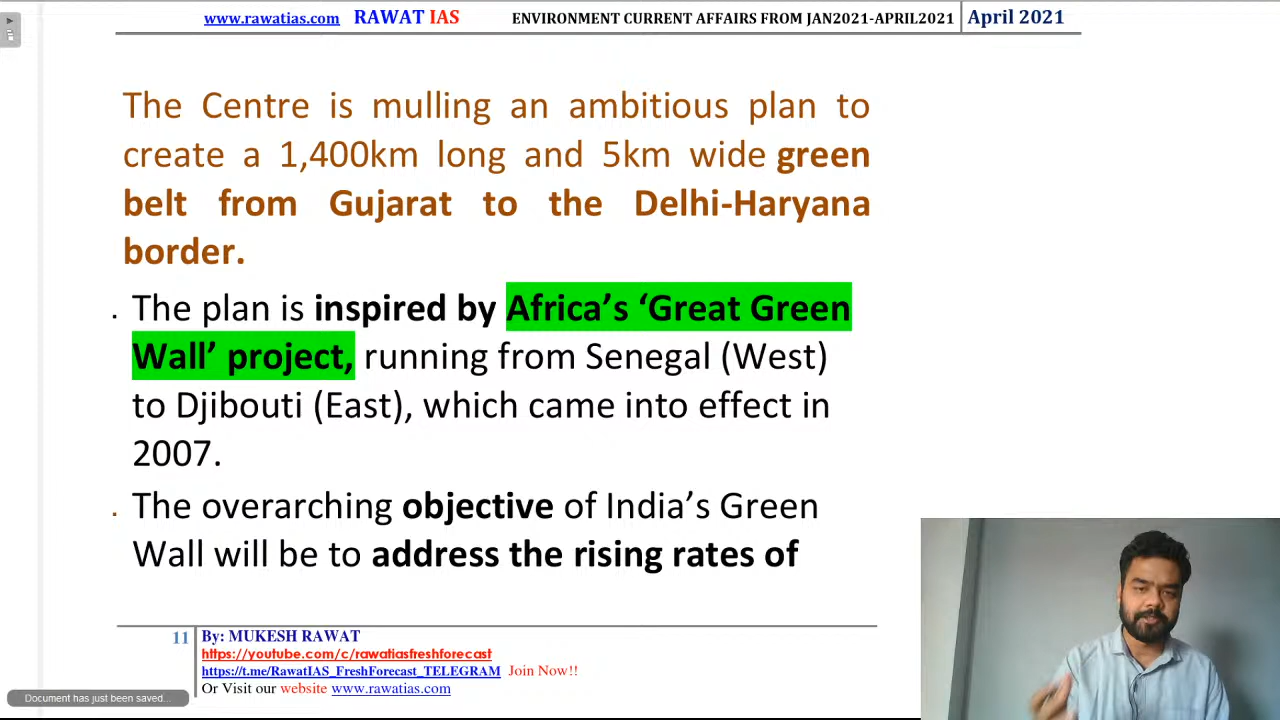 www.rawatias.com RAWAT IAS ENVIRONMENT CURRENT AFFAIRS FROM JAN2021-APRIL2021 April 2021
The Centre is mulling an ambitious plan to
create a 1,400km long and 5km wide green
belt from Gujarat to the Delhi-Haryana
border.
. The plan is inspired by Africa’s ‘Great Green
Wall’ project, running from Senegal (West)
to Djibouti (East), which came into effect in
2007.
. The overarching objective of India’s Green
Wall will be to address the rising rates of
11 By: MUKESH RAWAT
https://youtube.com/c/rawatiasfreshforecast
https://t.me/RawatIAS_FreshForecast_TELEGRAM Join Now!!
Or Visit our website www.rawatias.com
Document has just been saved...